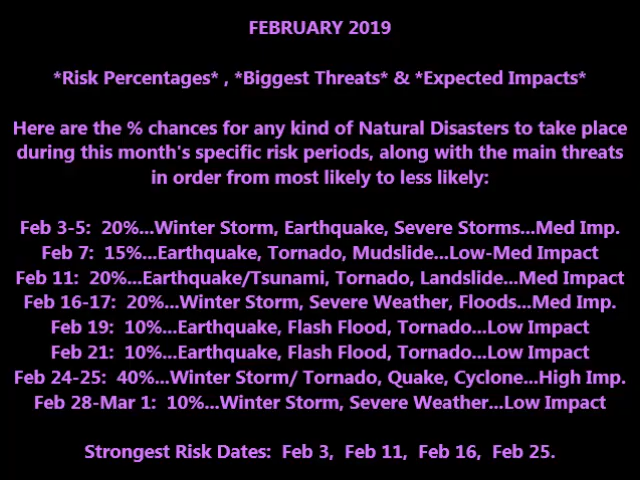 FEBRUARY 2019
*Risk Percentages* , *Biggest Threats* & *Expected Impacts*
Here are the % chances for any kind of Natural Disasters to take place
during this month's specific risk periods, along with the main threats
in order from most likely to less likely:
Feb 3-5: 20%...Winter Storm, Earthquake, Severe Storms...Med Imp.
Feb 7: 15%...Earthquake, Tornado, Mudslide...Low-Med Impact
Feb 11: 20%...Earthquake/Tsunami, Tornado, Landslide...Med Impact
Feb 16-17: 20%...Winter Storm, Severe Weather, Floods...Med Imp.
Feb 19: 10%...Earthquake, Flash Flood, Tornado...Low Impact
Feb 21: 10%...Earthquake, Flash Flood, Tornado...Low Impact
Feb 24-25: 40%...Winter Storm/ Tornado, Quake, Cyclone...High Imp.
Feb 28-Mar 1: 10%...Winter Storm, Severe Weather...Low Impact
Strongest Risk Dates: Feb 3, Feb 11, Feb 16, Feb 25.